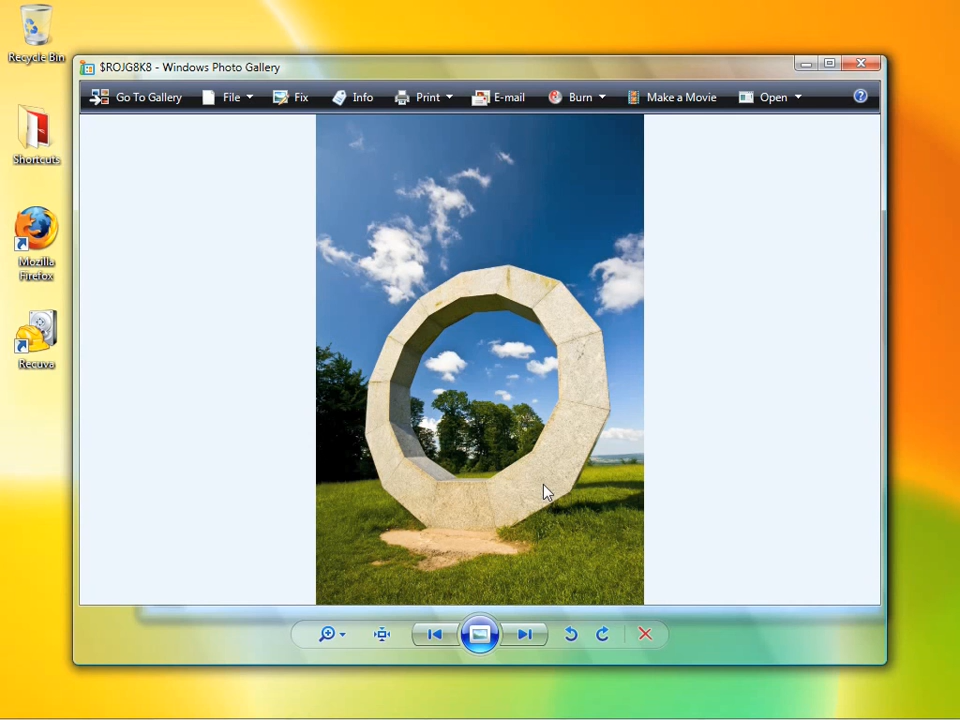 Recycle Bin
$ROJG8K8 - Windows Photo Gallery
Go To Gallery File Fix Info Print E-mail Burn Make a Movie Open
Shortcuts
Mozilla
Firefox
Recuva